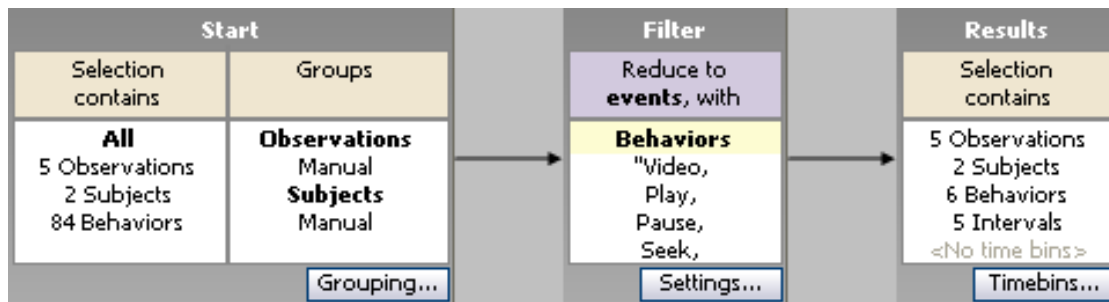 Start
Selection
contains
Groups
All
5 Observations
2 Subjects
84 Behaviors
Observations
Manual
Subjects
Manual
Grouping...
Filter
Reduce to
events, with
Behaviors
"Video,
Play,
Pause,
Seek,
Settings...
Results
Selection
contains
5 Observations
2 Subjects
6 Behaviors
5 Intervals
<No time bins>
Timebins...